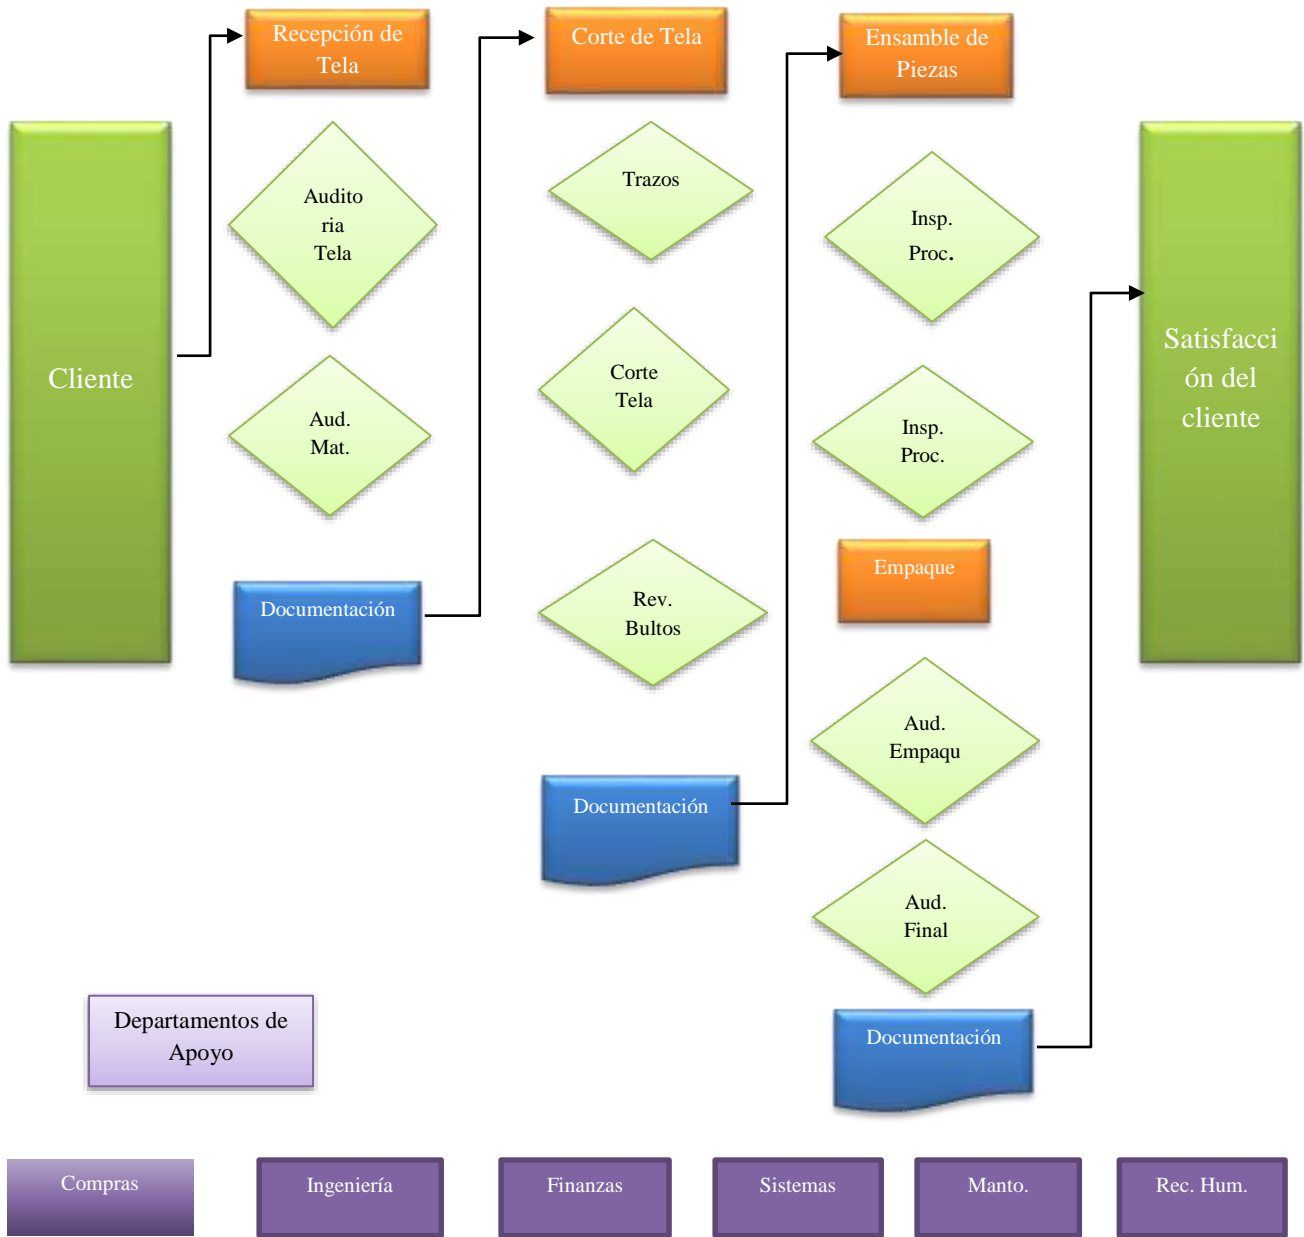 Cliente
Recepción de
Tela
Audito
ria
Tela
Aud.
Mat.
Documentación
Corte de Tela
Trazos
Corte
Tela
Rev.
Bultos
Documentación
Ensamble de
Piezas
Insp.
Proc.
Insp.
Proc.
Empaque
Aud.
Empaqu
Aud.
Final
Documentación
Satisfacci
ón del
cliente
Departamentos de
Apoyo
Compras
Ingeniería
Finanzas
Sistemas
Manto.
Rec. Hum.